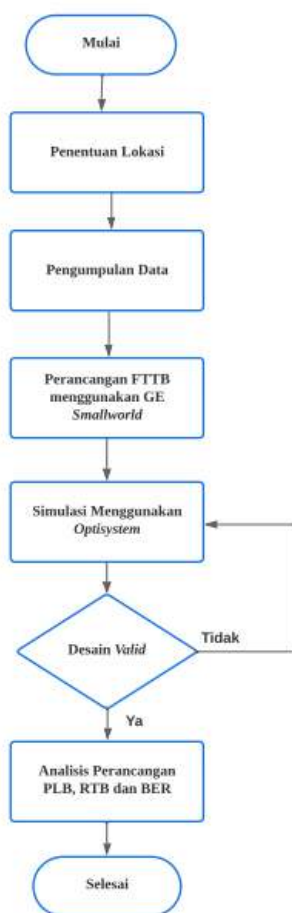 Mulai
Penentuan Lokasi
Pengumpulan Data
Perancangan FTTB
menggunakan GE
Smallworld
Simulasi Menggunakan
Optisystem
Desain Valid
Tidak
Ya
Analisis Perancangan
PLB, RTB dan BER
Selesai